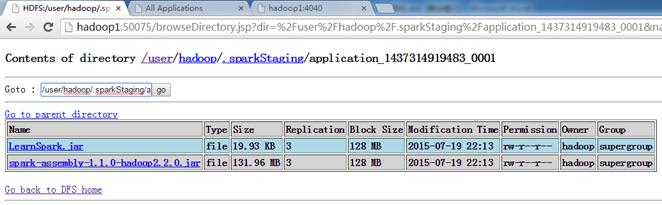 HDFS:/user/hadoop/.sp
All Applications
hadoop1:4040
hadoop1:50075/browseDirectory.jsp?dir=%2Fuser%2Fhadoop%2F.sparkStaging%2Fapplication_1437314919483_0001&na
Contents of directory /user/hadoop/.sparkStaging/application_1437314919483_0001
Goto : /user/hadoop/.sparkStaging/a go
Go to parent directory
Name Type Size Replication Block Size Modification Time Permission Owner Group
LearnSpark.jar file 19.93 KB 3 128 MB 2015-07-19 22:13 rw-r--r-- hadoop supergroup
spark-assembly-1.1.0-hadoop2.2.0.jar file 131.96 MB 3 128 MB 2015-07-19 22:13 rw-r--r-- hadoop supergroup
Go back to DFS home